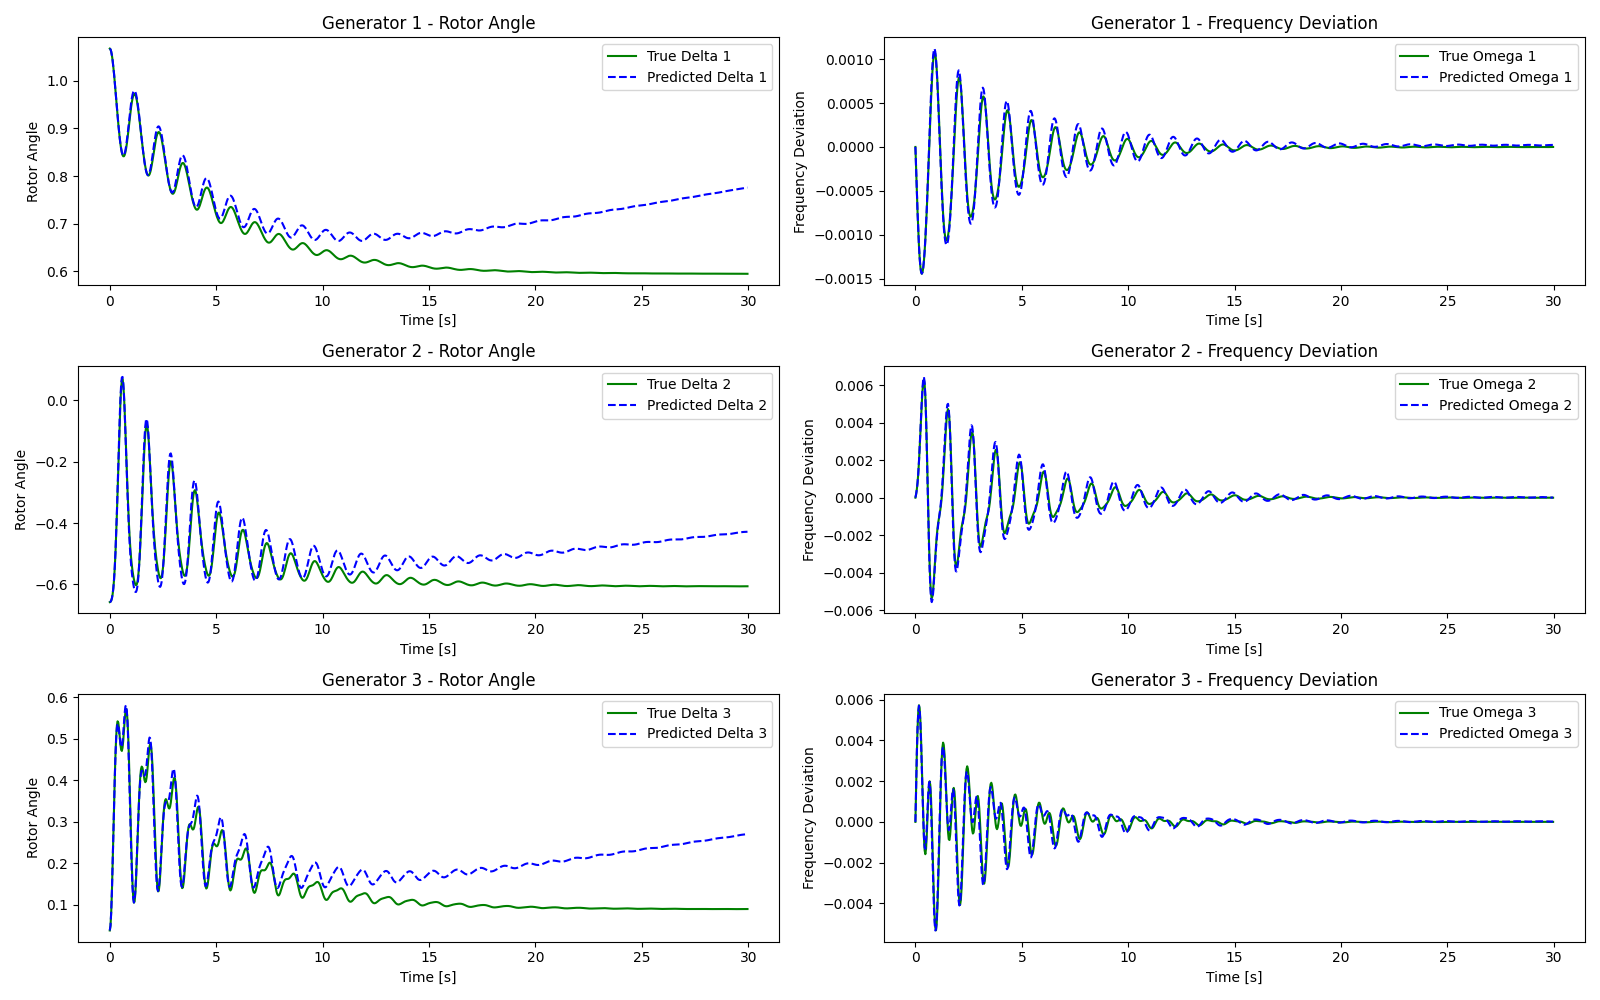 Generator 1 - Rotor Angle
Rotor Angle
1.0
0.9
0.8
0.7
0.6
True Delta 1
Predicted Delta 1
0 5 10 15 20 25 30
Time [s]
Generator 1 - Frequency Deviation
Frequency Deviation
0.0010
0.0005
0.0000
−0.0005
−0.0010
−0.0015
True Omega 1
Predicted Omega 1
0 5 10 15 20 25 30
Time [s]
Generator 2 - Rotor Angle
Rotor Angle
0.0
−0.2
−0.4
−0.6
True Delta 2
Predicted Delta 2
0 5 10 15 20 25 30
Time [s]
Generator 2 - Frequency Deviation
Frequency Deviation
0.006
0.004
0.002
0.000
−0.002
−0.004
−0.006
True Omega 2
Predicted Omega 2
0 5 10 15 20 25 30
Time [s]
Generator 3 - Rotor Angle
Rotor Angle
0.6
0.5
0.4
0.3
0.2
0.1
True Delta 3
Predicted Delta 3
0 5 10 15 20 25 30
Time [s]
Generator 3 - Frequency Deviation
Frequency Deviation
0.006
0.004
0.002
0.000
−0.002
−0.004
True Omega 3
Predicted Omega 3
0 5 10 15 20 25 30
Time [s]